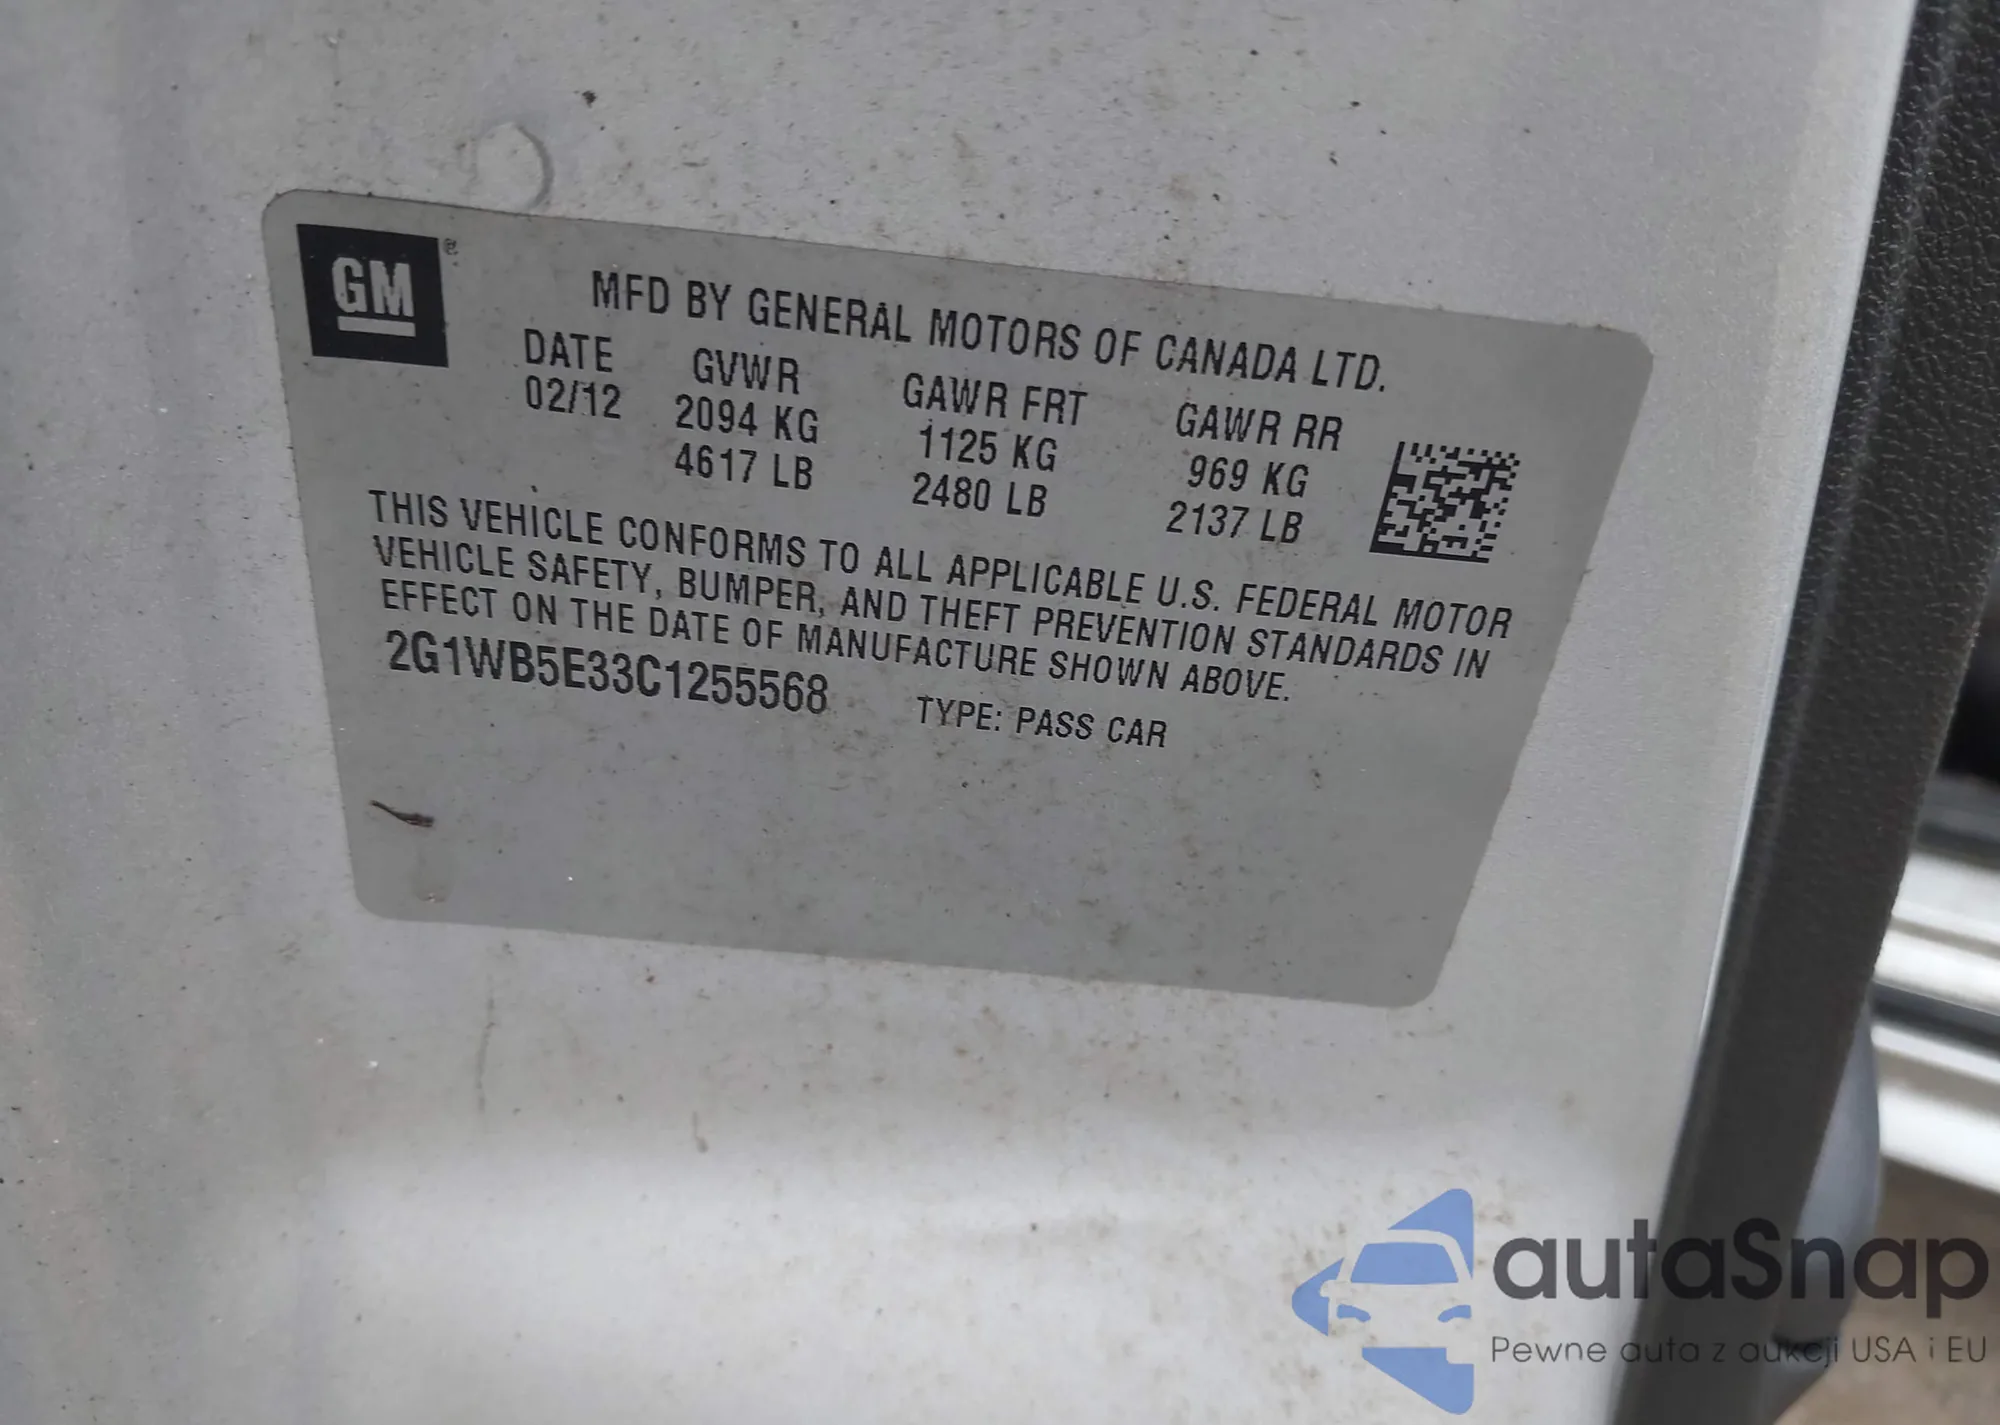 GM®
MFD BY GENERAL MOTORS OF CANADA LTD.
DATE GVWR GAWR FRT GAWR RR
02/12 2094 KG 1125 KG 969 KG
4617 LB 2480 LB 2137 LB
THIS VEHICLE CONFORMS TO ALL APPLICABLE U.S. FEDERAL MOTOR
VEHICLE SAFETY, BUMPER, AND THEFT PREVENTION STANDARDS IN
EFFECT ON THE DATE OF MANUFACTURE SHOWN ABOVE.
2G1WB5E33C1255568 TYPE: PASS CAR
autaSnap
Pewne auta z aukcji USA i EU